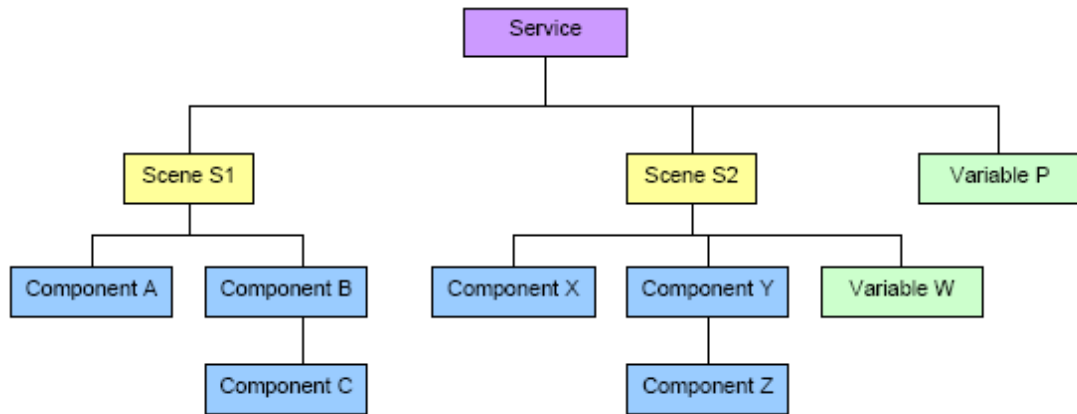 Service
Scene S1
Scene S2
Variable P
Component A
Component B
Component X
Component Y
Variable W
Component C
Component Z